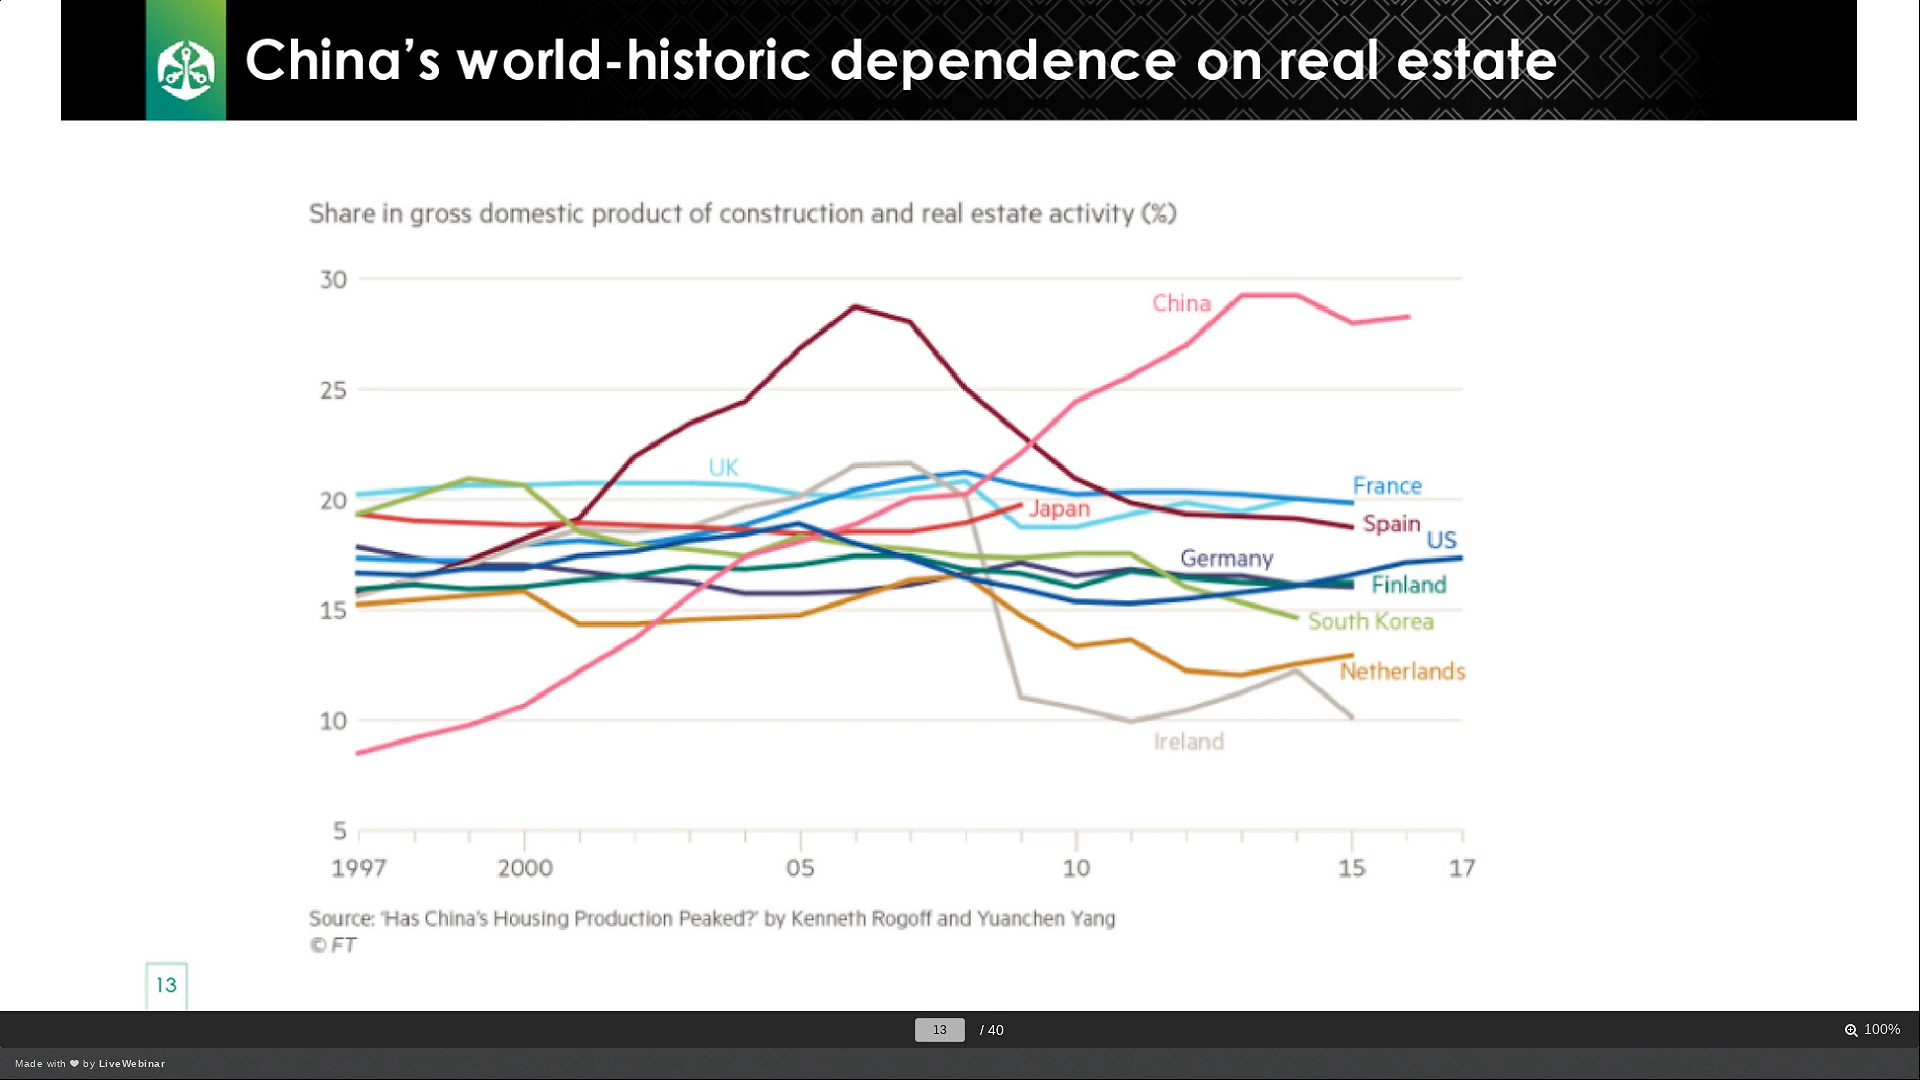 China’s world-historic dependence on real estate
Share in gross domestic product of construction and real estate activity (%)
30
China
25
UK
20
France
Japan
Spain
US
Germany
Finland
15
South Korea
Netherlands
10
Ireland
5
1997 2000 05 10 15 17
Source: ‘Has China’s Housing Production Peaked?’ by Kenneth Rogoff and Yuanchen Yang
© FT
13
13 / 40 100%
Made with ❤ by LiveWebinar